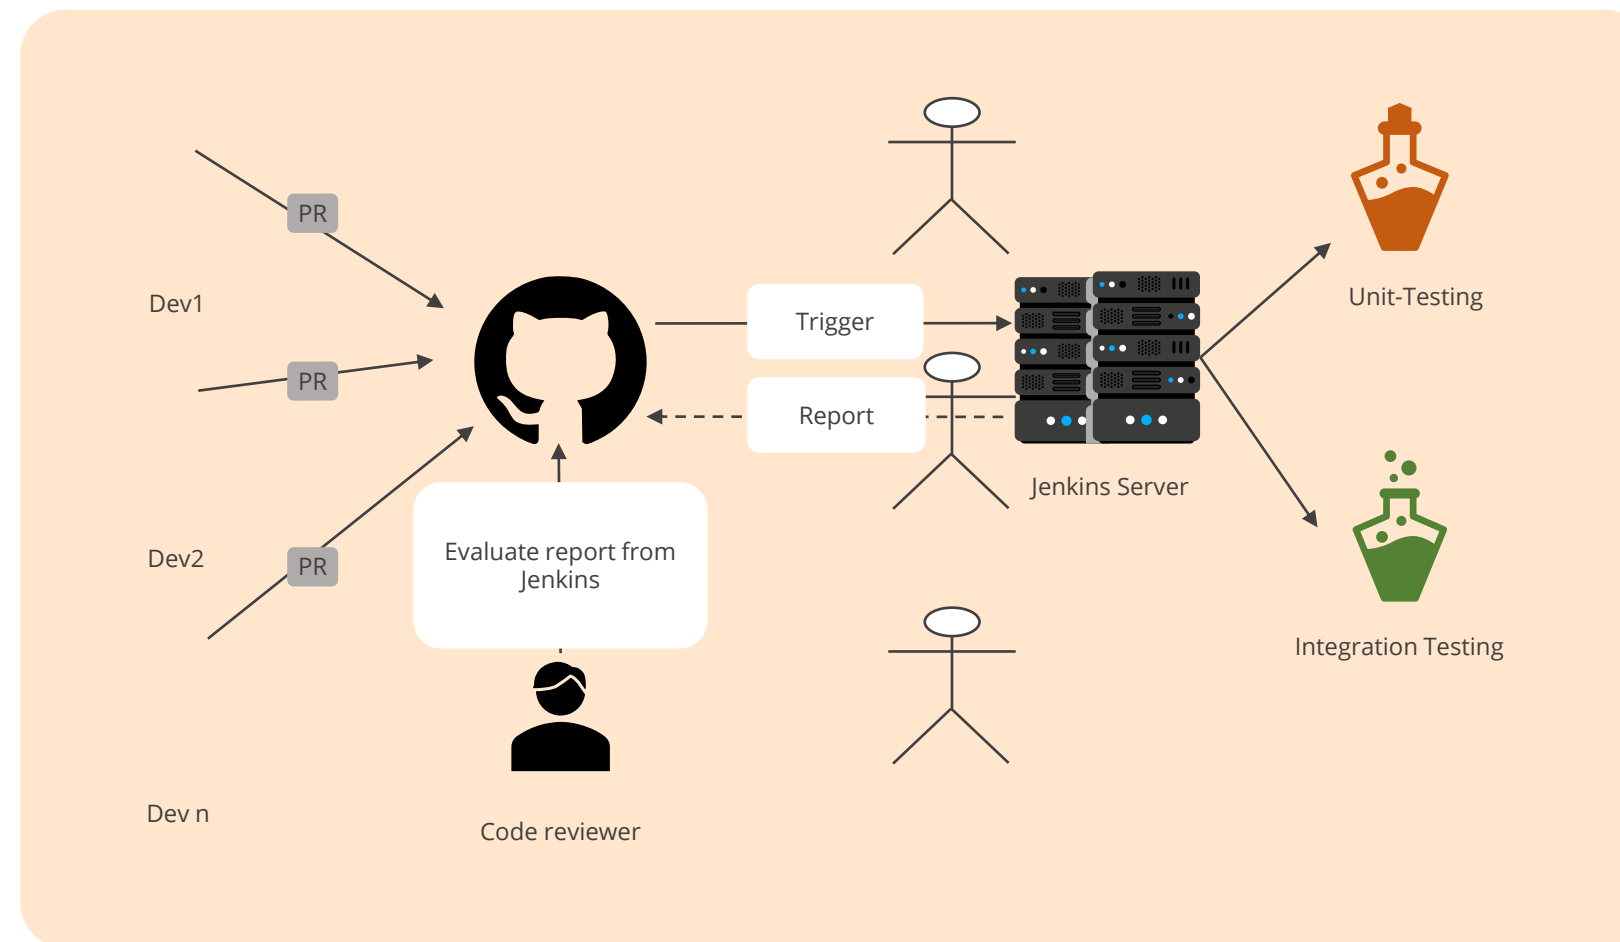 PR
Dev1
PR
Dev2
PR
Dev n
Trigger
Report
Evaluate report from
Jenkins
Code reviewer
Jenkins Server
Unit-Testing
Integration Testing